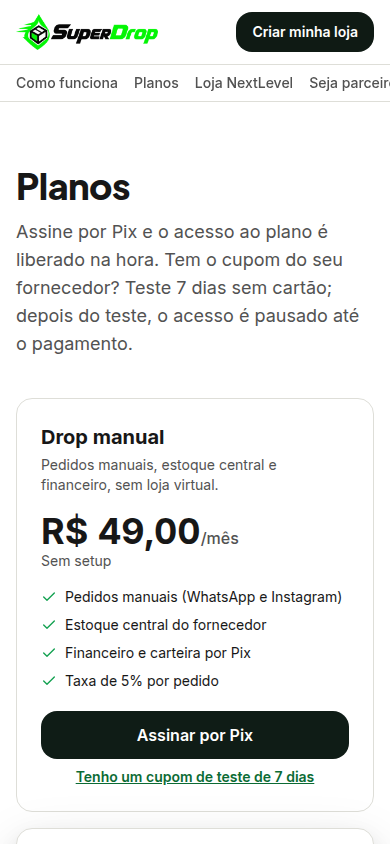 SuperDrop
Criar minha loja
Como funciona Planos Loja NextLevel Seja parceir
Planos
Assine por Pix e o acesso ao plano é
liberado na hora. Tem o cupom do seu
fornecedor? Teste 7 dias sem cartão;
depois do teste, o acesso é pausado até
o pagamento.
Drop manual
Pedidos manuais, estoque central e
financeiro, sem loja virtual.
R$ 49,00/mês
Sem setup
Pedidos manuais (WhatsApp e Instagram)
Estoque central do fornecedor
Financeiro e carteira por Pix
Taxa de 5% por pedido
Assinar por Pix
Tenho um cupom de teste de 7 dias